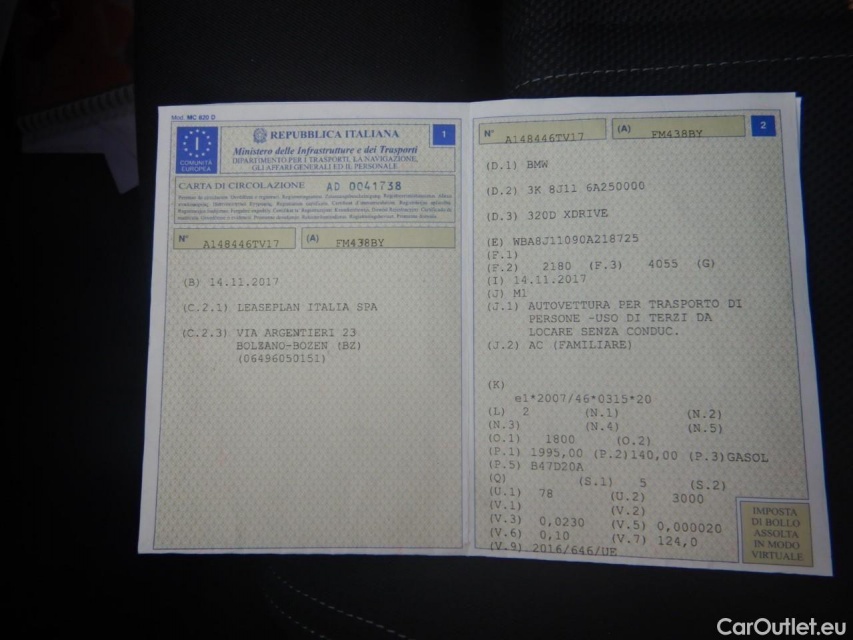 Mod. MC 820 D
I
COMUNITÀ
EUROPEA
REPUBBLICA ITALIANA
Ministero delle Infrastrutture e dei Trasporti
DIPARTIMENTO PER I TRASPORTI, LA NAVIGAZIONE,
GLI AFFARI GENERALI ED IL PERSONALE
1
CARTA DI CIRCOLAZIONE AD 0041738
N° A148446TV17 (A) FM438BY
(B) 14.11.2017
(C.2.1) LEASEPLAN ITALIA SPA
(C.2.3) VIA ARGENTIERI 23
BOLZANO-BOZEN (BZ)
(06496050151)
N° A148446TV17 (A) FM438BY 2
(D.1) BMW
(D.2) 3K 8J11 6A250000
(D.3) 320D XDRIVE
(E) WBA8J11090A218725
(F.1)
(F.2) 2180 (F.3) 4055 (G)
(I) 14.11.2017
(J) M1
(J.1) AUTOVETTURA PER TRASPORTO DI
PERSONE -USO DI TERZI DA
LOCARE SENZA CONDUC.
(J.2) AC (FAMILIARE)
(K)
e1*2007/46*0315*20
(L) 2 (N.1) (N.2)
(N.3) (N.4) (N.5)
(O.1) 1800 (O.2)
(P.1) 1995,00 (P.2)140,00 (P.3)GASOL
(P.5) B47D20A
(Q) (S.1) 5 (S.2)
(U.1) 78 (U.2) 3000
(V.1) (V.2)
(V.3) 0,0230 (V.5) 0,000020
(V.6) 0,10 (V.7) 124,0
(V.9) 2016/646/UE
IMPOSTA
DI BOLLO
ASSOLTA
IN MODO
VIRTUALE
CarOutlet.eu